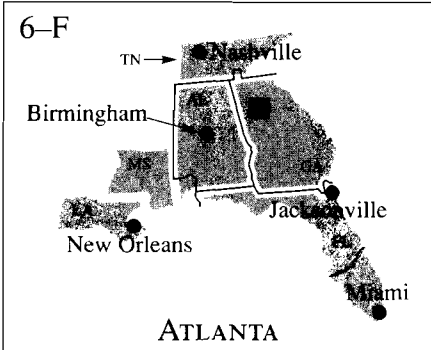 6–F
TN
Nashville
AL
Birmingham
MS
GA
LA
Jacksonville
New Orleans
FL
Miami
ATLANTA